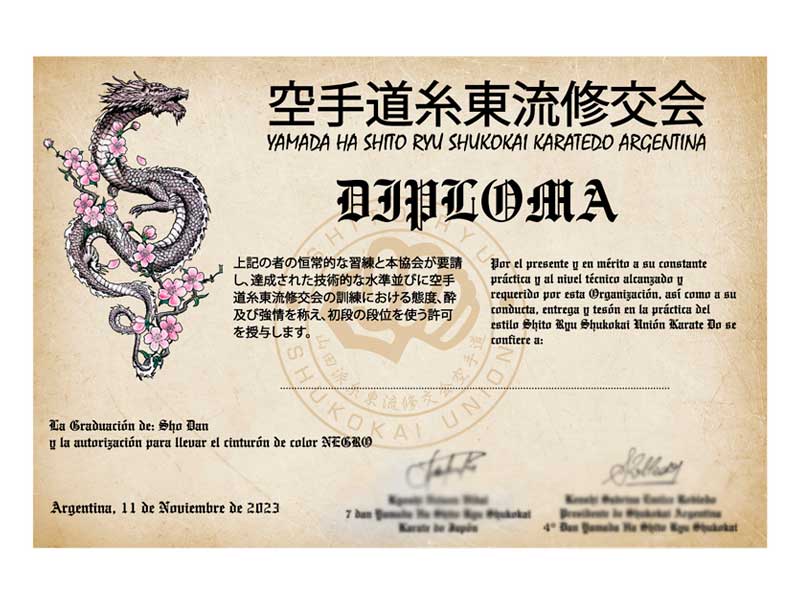 空手道糸東流修交会
YAMADA HA SHITO RYU SHUKOKAI KARATEDO ARGENTINA
DIPLOMA
上記の者の恒常的な習練と本協会が要請
し、達成された技術的な水準並びに空手
道糸東流修交会の訓練における態度、酔
及び強情を称え、初段の段位を使う許可
を授与します。
Por el presente y en mérito a su constante
práctica y al nivel técnico alcanzado y
requerido por esta Organización, así como a su
conducta, entrega y tesón en la práctica del
estilo Shito Ryu Shukokai Unión Karate Do se
confiere a:
SHITO RYU
SHUKOKAI UNION
山田派糸東流修交会空手道
La Graduación de: Sho Dan
y la autorización para llevar el cinturón de color NEGRO
Argentina, 11 de Noviembre de 2023
7 dan Yamada Ha Shito Ryu Shukokai
Karate do Japón
Presidente de Shukokai Argentina
4° Dan Yamada Ha Shito Ryu Shukokai